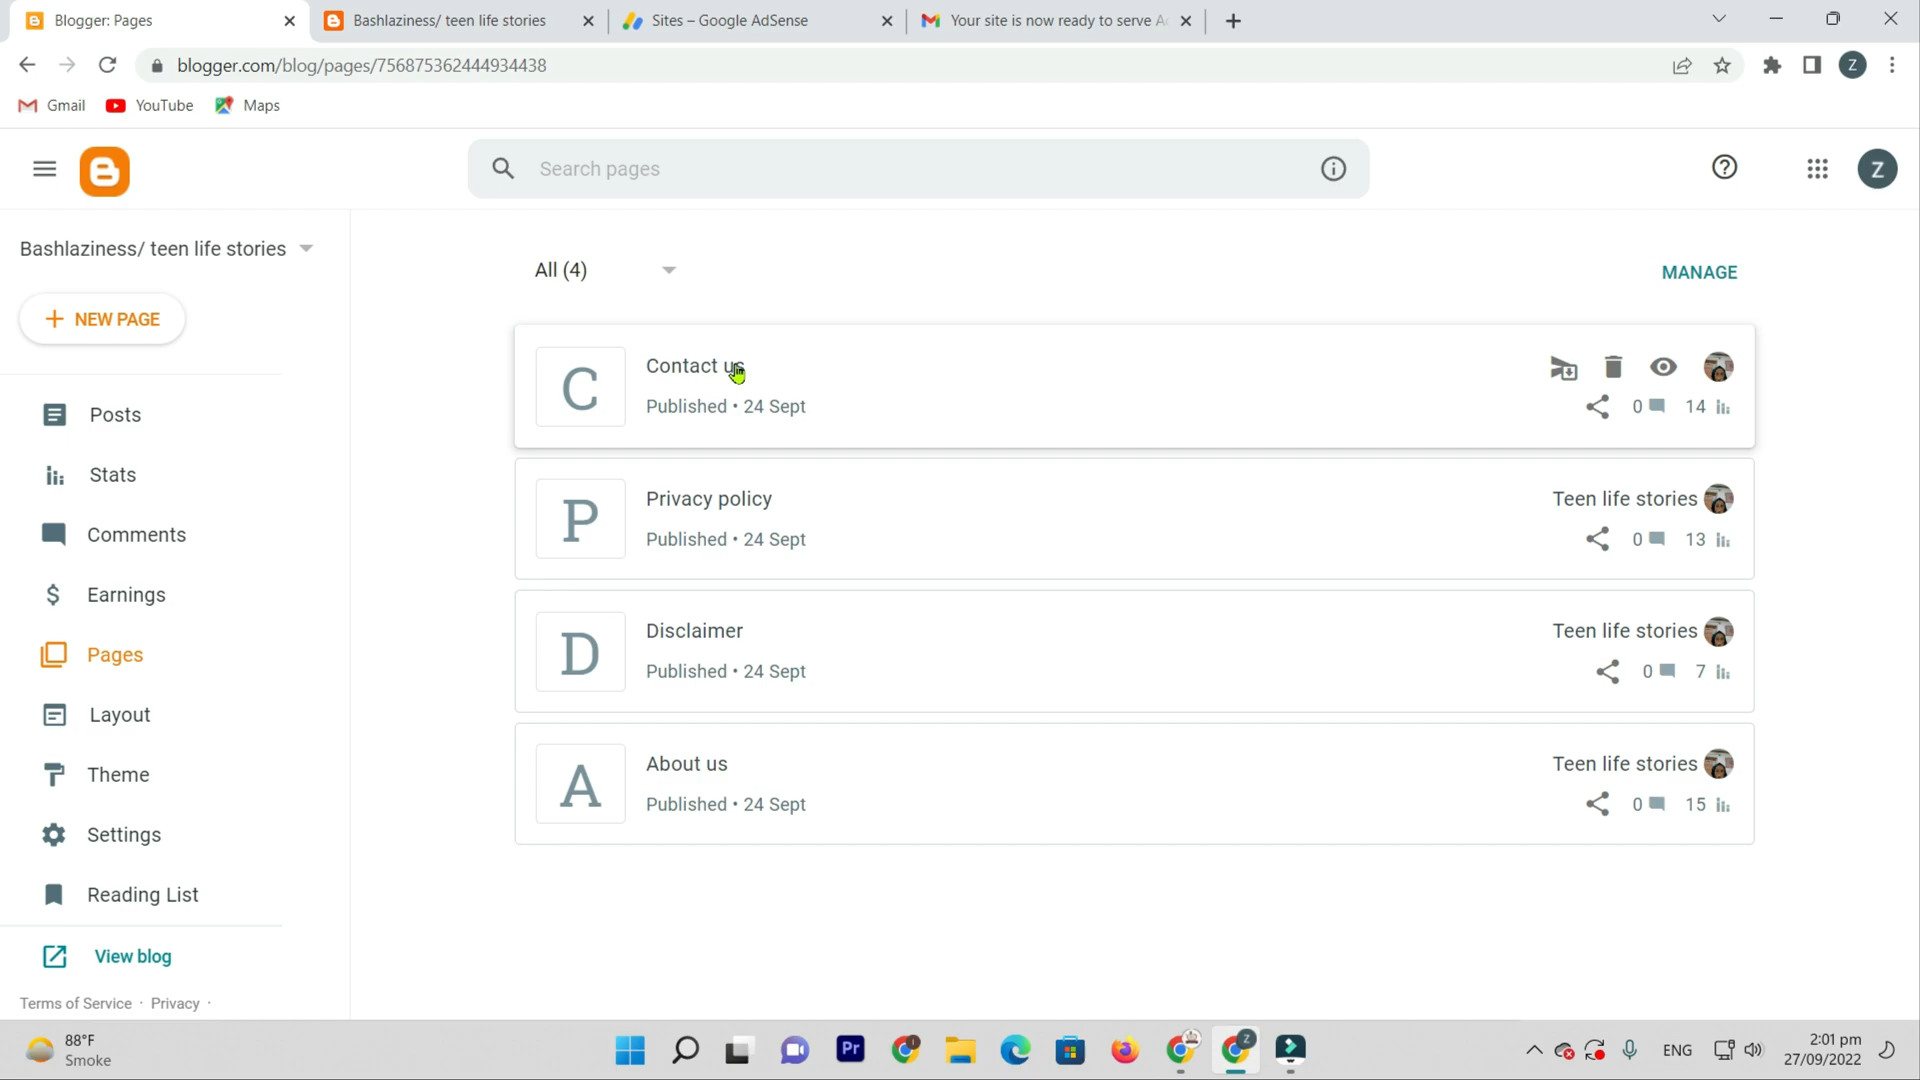 Blogger: Pages
Bashlaziness/ teen life stories
Sites – Google AdSense
Your site is now ready to serve A
blogger.com/blog/pages/756875362444934438
Z
Gmail
YouTube
Maps
Search pages
Z
Bashlaziness/ teen life stories
All (4)
MANAGE
NEW PAGE
C
Contact us
Published • 24 Sept
0
14
Posts
Stats
P
Privacy policy
Teen life stories
Published • 24 Sept
0
13
Comments
Earnings
D
Disclaimer
Teen life stories
Published • 24 Sept
0
7
Pages
Layout
A
About us
Teen life stories
Published • 24 Sept
0
15
Theme
Settings
Reading List
View blog
Terms of Service · Privacy ·
88°F
Smoke
Pr
Z
ENG
2:01 pm
27/09/2022